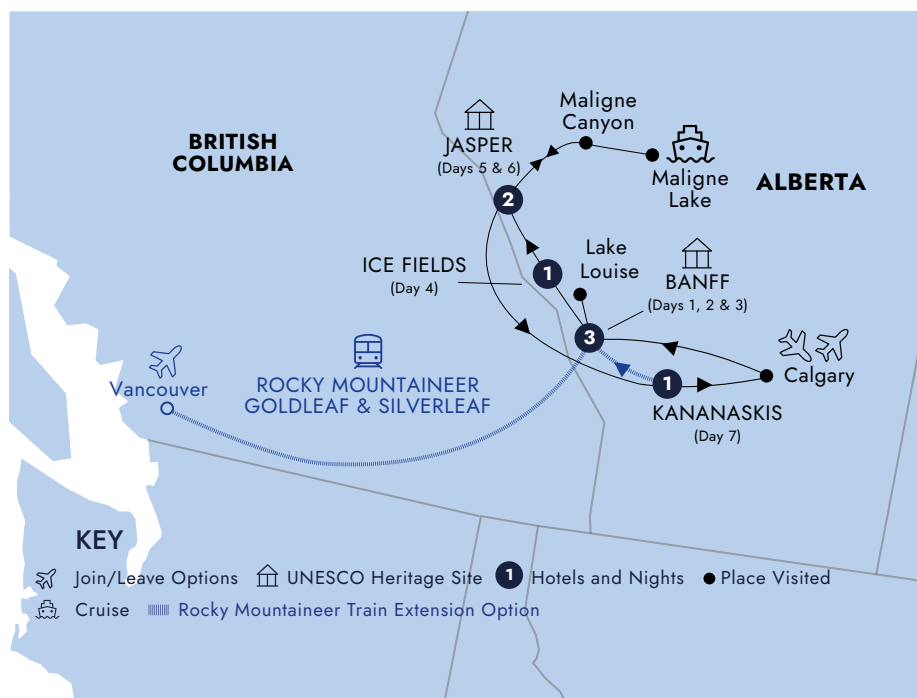 BRITISH
COLUMBIA
JASPER
(Days 5 & 6)
Maligne
Canyon
Maligne
Lake
ALBERTA
2
ICE FIELDS
(Day 4)
1
Lake
Louise
BANFF
(Days 1, 2 & 3)
3
Calgary
1
KANANASKIS
(Day 7)
Vancouver
ROCKY MOUNTAINEER
GOLDLEAF & SILVERLEAF
KEY
Join/Leave Options UNESCO Heritage Site 1 Hotels and Nights Place Visited
Cruise Rocky Mountaineer Train Extension Option